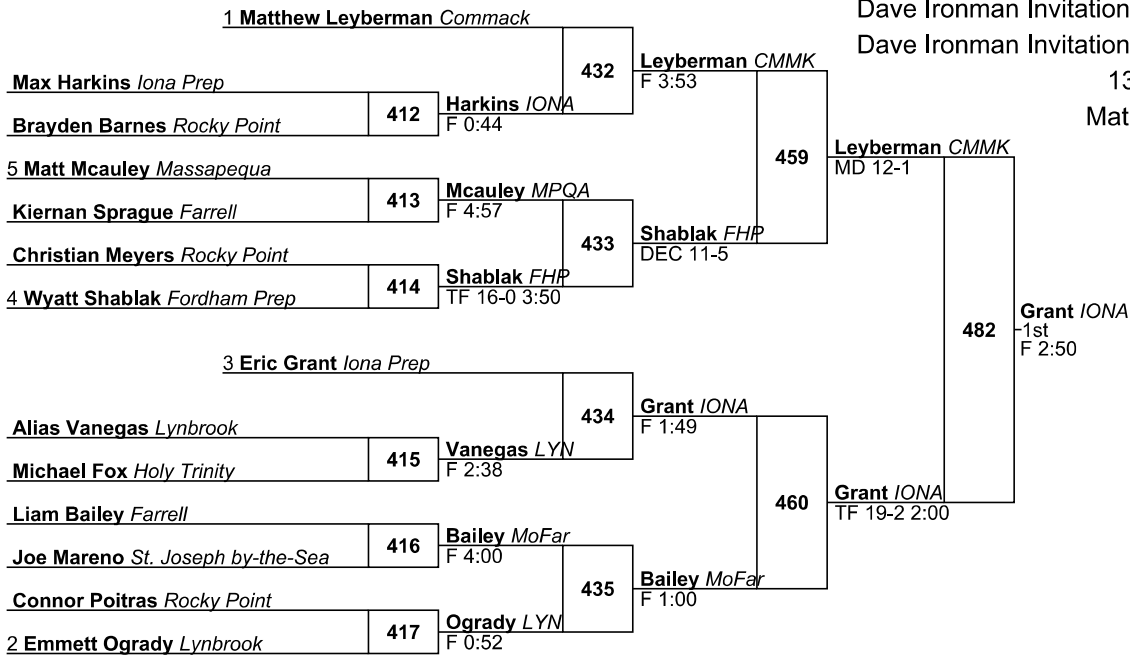 1 Matthew Leyberman Commack
Dave Ironman Invitation
Dave Ironman Invitation
13
Mat
Max Harkins Iona Prep
412
Brayden Barnes Rocky Point
Harkins IONA
F 0:44
432
Leyberman CMMK
F 3:53
5 Matt Mcauley Massapequa
413
Kiernan Sprague Farrell
Mcauley MPQA
F 4:57
Christian Meyers Rocky Point
414
4 Wyatt Shablak Fordham Prep
Shablak FHP
TF 16-0 3:50
433
Shablak FHP
DEC 11-5
459
Leyberman CMMK
MD 12-1
3 Eric Grant Iona Prep
Alias Vanegas Lynbrook
415
Michael Fox Holy Trinity
Vanegas LYN
F 2:38
434
Grant IONA
F 1:49
Liam Bailey Farrell
416
Joe Mareno St. Joseph by-the-Sea
Bailey MoFar
F 4:00
Connor Poitras Rocky Point
417
2 Emmett Ogrady Lynbrook
Ogrady LYN
F 0:52
435
Bailey MoFar
F 1:00
460
Grant IONA
TF 19-2 2:00
482
Grant IONA
1st
F 2:50